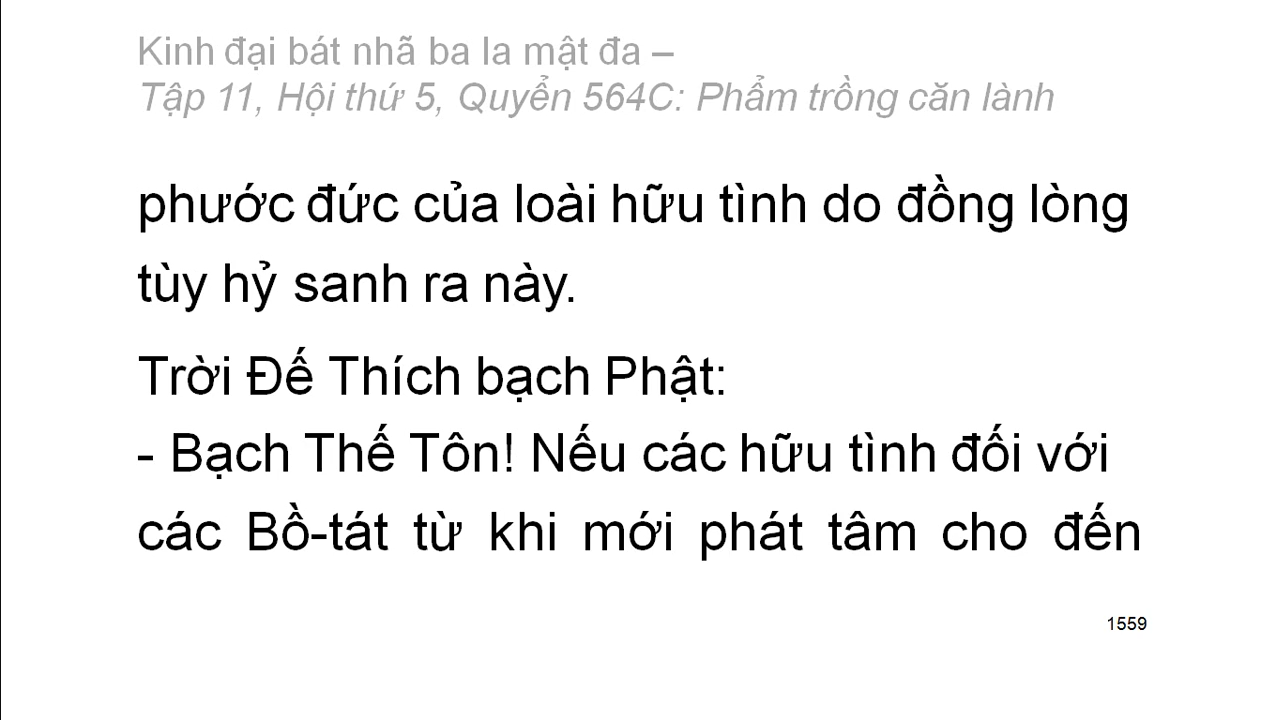 Kinh đại bát nhã ba la mật đa –
Tập 11, Hội thứ 5, Quyển 564C: Phẩm trồng căn lành
phước đức của loài hữu tình do đồng lòng
tùy hỷ sanh ra này.
Trời Đế Thích bạch Phật:
- Bạch Thế Tôn! Nếu các hữu tình đối với
các Bồ-tát từ khi mới phát tâm cho đến
1559